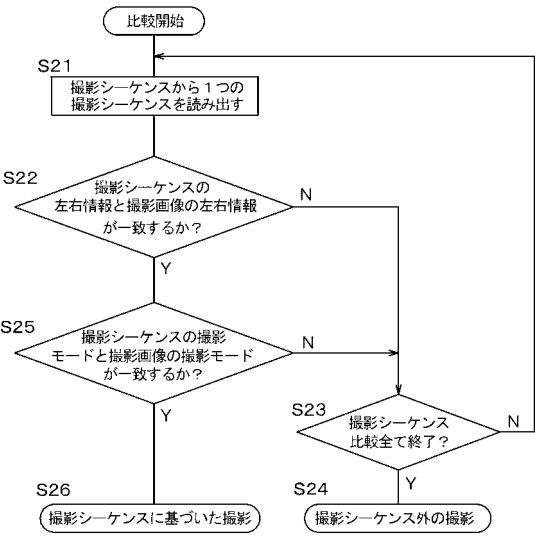 比較開始
S21
撮影シーケンスから1つの
撮影シーケンスを読み出す
S22
撮影シーケンスの
左右情報と撮影画像の左右情報
が一致するか？
N
Y
S25
撮影シーケンスの撮影
モードと撮影画像の撮影モード
が一致するか？
N
Y
S23
撮影シーケンス
比較全て終了？
N
Y
S26
撮影シーケンスに基づいた撮影
S24
撮影シーケンス外の撮影